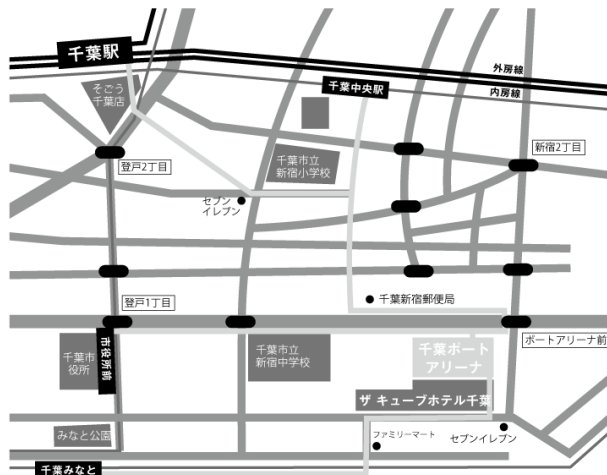 千葉駅
外房線
内房線
そごう
千葉店
千葉中央駅
登戸2丁目
千葉市立
新宿小学校
新宿2丁目
セブン
イレブン
登戸1丁目
千葉新宿郵便局
ポートアリーナ前
千葉市
役所
市役所前
千葉市立
新宿中学校
千葉ポート
アリーナ
ザ キューブホテル千葉
みなと公園
ファミリーマート
セブンイレブン
千葉みなと